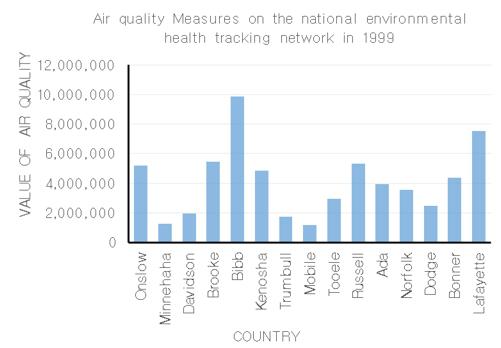 Air quality Measures on the national environmental
health tracking network in 1999
VALUE OF AIR QUALITY
12,000,000
10,000,000
8,000,000
6,000,000
4,000,000
2,000,000
0
Onslow
Minnehaha
Davidson
Brooke
Bibb
Kenosha
Trumbull
Mobile
Tooele
Russell
Ada
Norfolk
Dodge
Bonner
Lafayette
COUNTRY